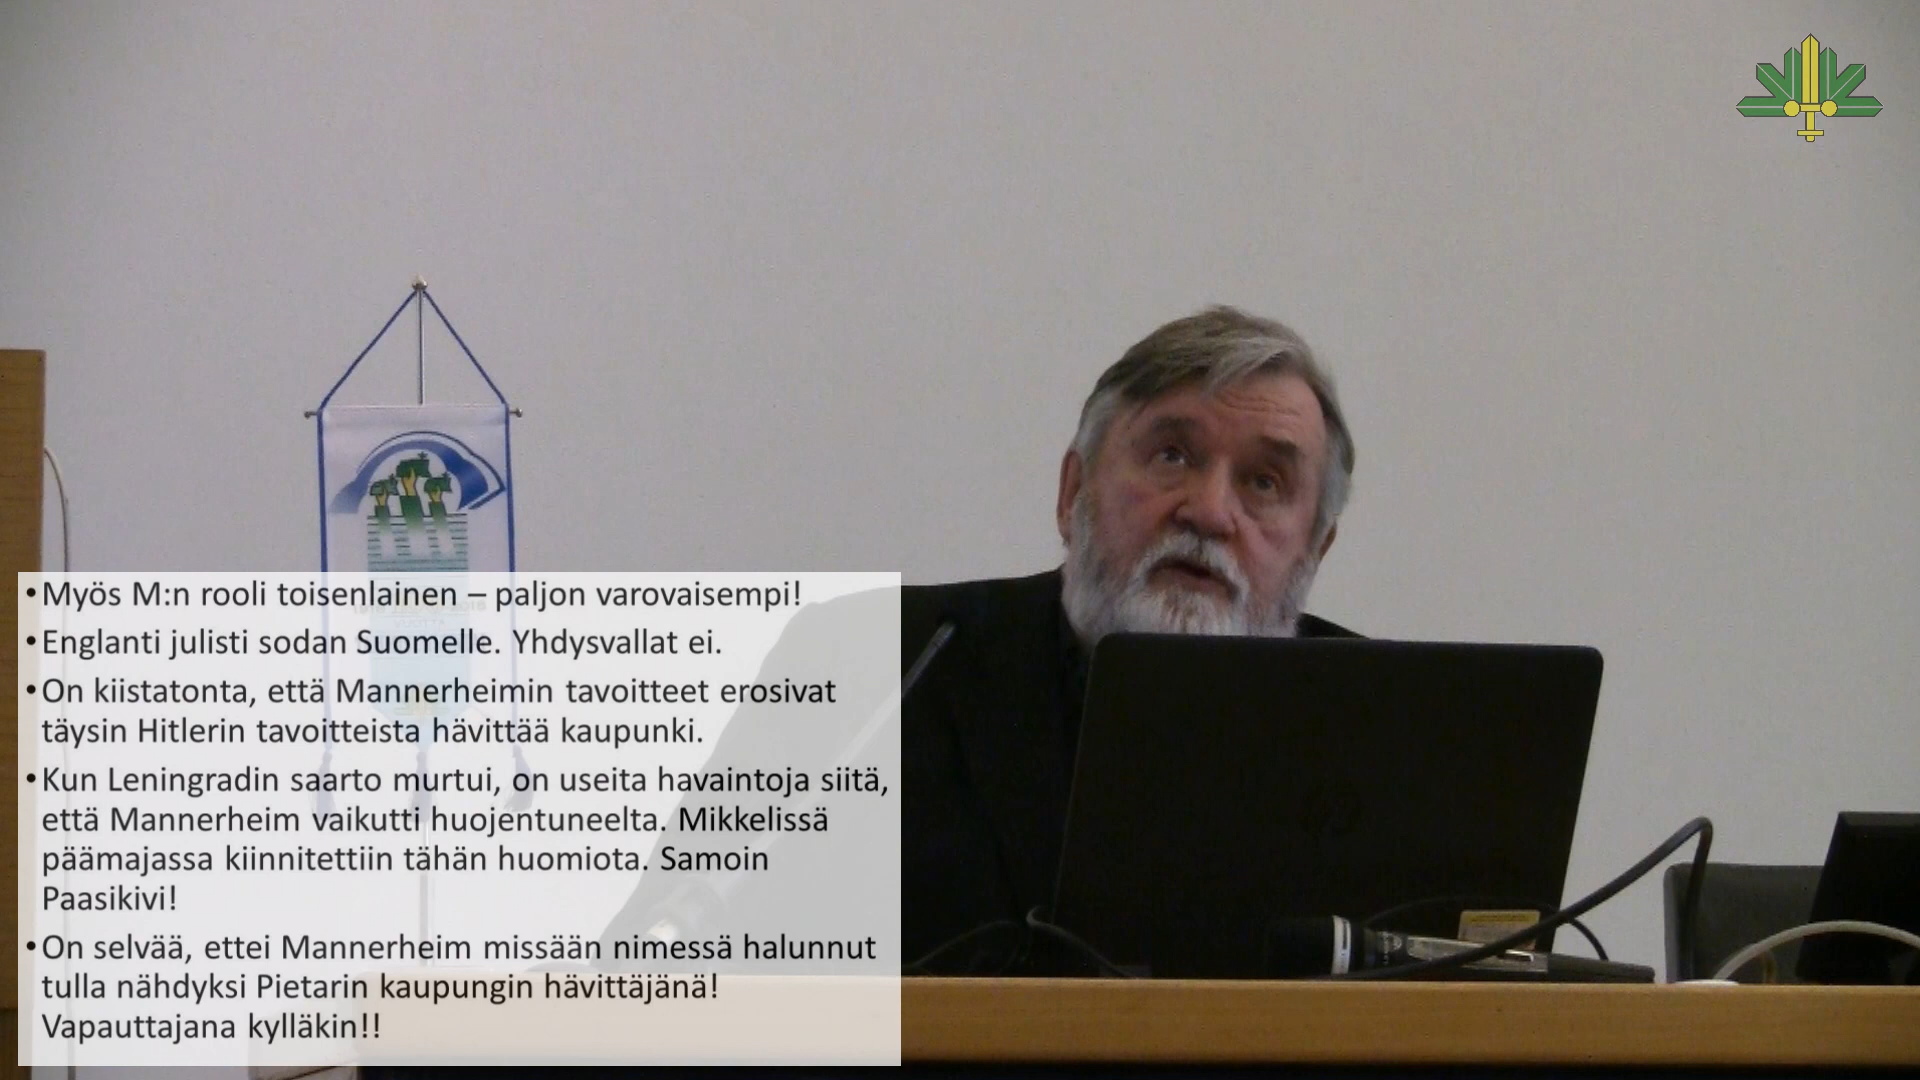 • Myös M:n rooli toisenlainen – paljon varovaisempi!
• Englanti julisti sodan Suomelle. Yhdysvallat ei.
• On kiistatonta, että Mannerheimin tavoitteet erosivat
täysin Hitlerin tavoitteista hävittää kaupunki.
• Kun Leningradin saarto murtui, on useita havaintoja siitä,
että Mannerheim vaikutti huojentuneelta. Mikkelissä
päämajassa kiinnitettiin tähän huomiota. Samoin
Paasikivi!
• On selvää, ettei Mannerheim missään nimessä halunnut
tulla nähdyksi Pietarin kaupungin hävittäjänä!
Vapauttajana kylläkin!!